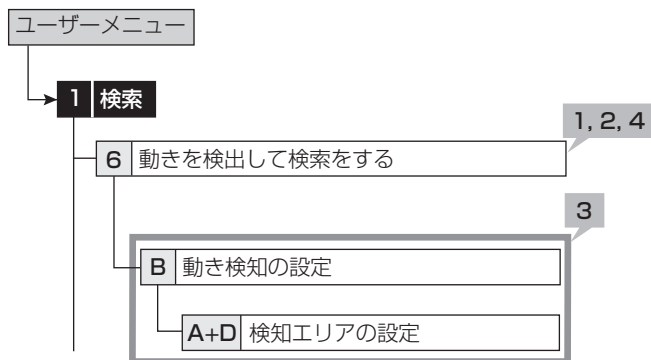 ユーザーメニュー
1 検索
1, 2, 4
6 動きを検出して検索をする
3
B 動き検知の設定
A+D 検知エリアの設定